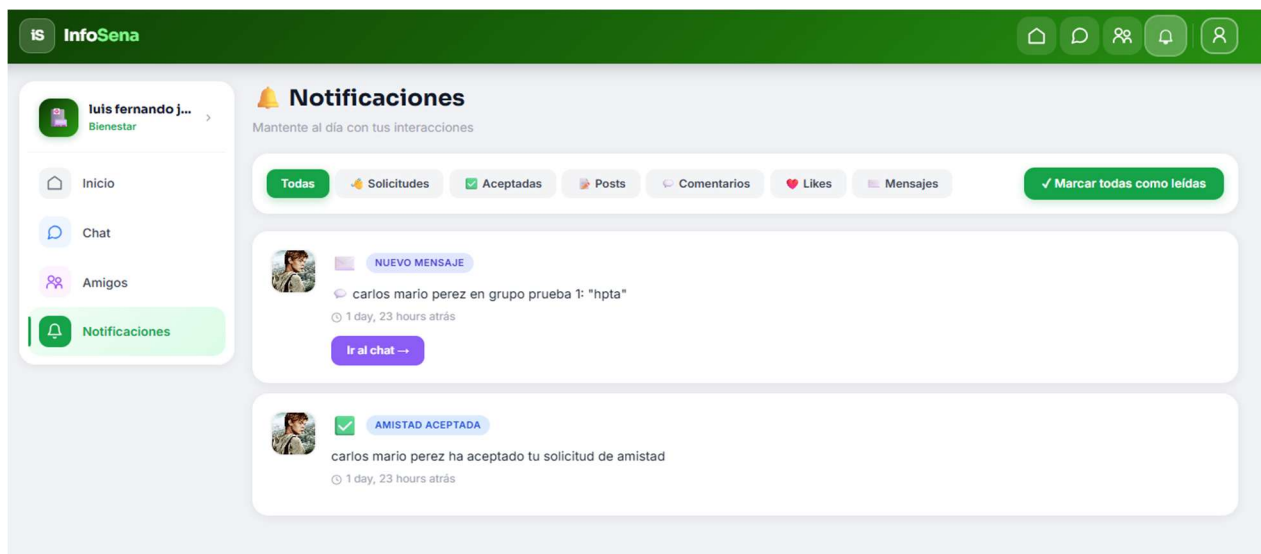 iS InfoSena
luis fernando j...
Bienestar
Inicio
Chat
Amigos
Notificaciones
Notificaciones
Mantente al día con tus interacciones
Todas
Solicitudes
Aceptadas
Posts
Comentarios
Likes
Mensajes
✓ Marcar todas como leídas
NUEVO MENSAJE
carlos mario perez en grupo prueba 1: "hpta"
1 day, 23 hours atrás
Ir al chat →
AMISTAD ACEPTADA
carlos mario perez ha aceptado tu solicitud de amistad
1 day, 23 hours atrás